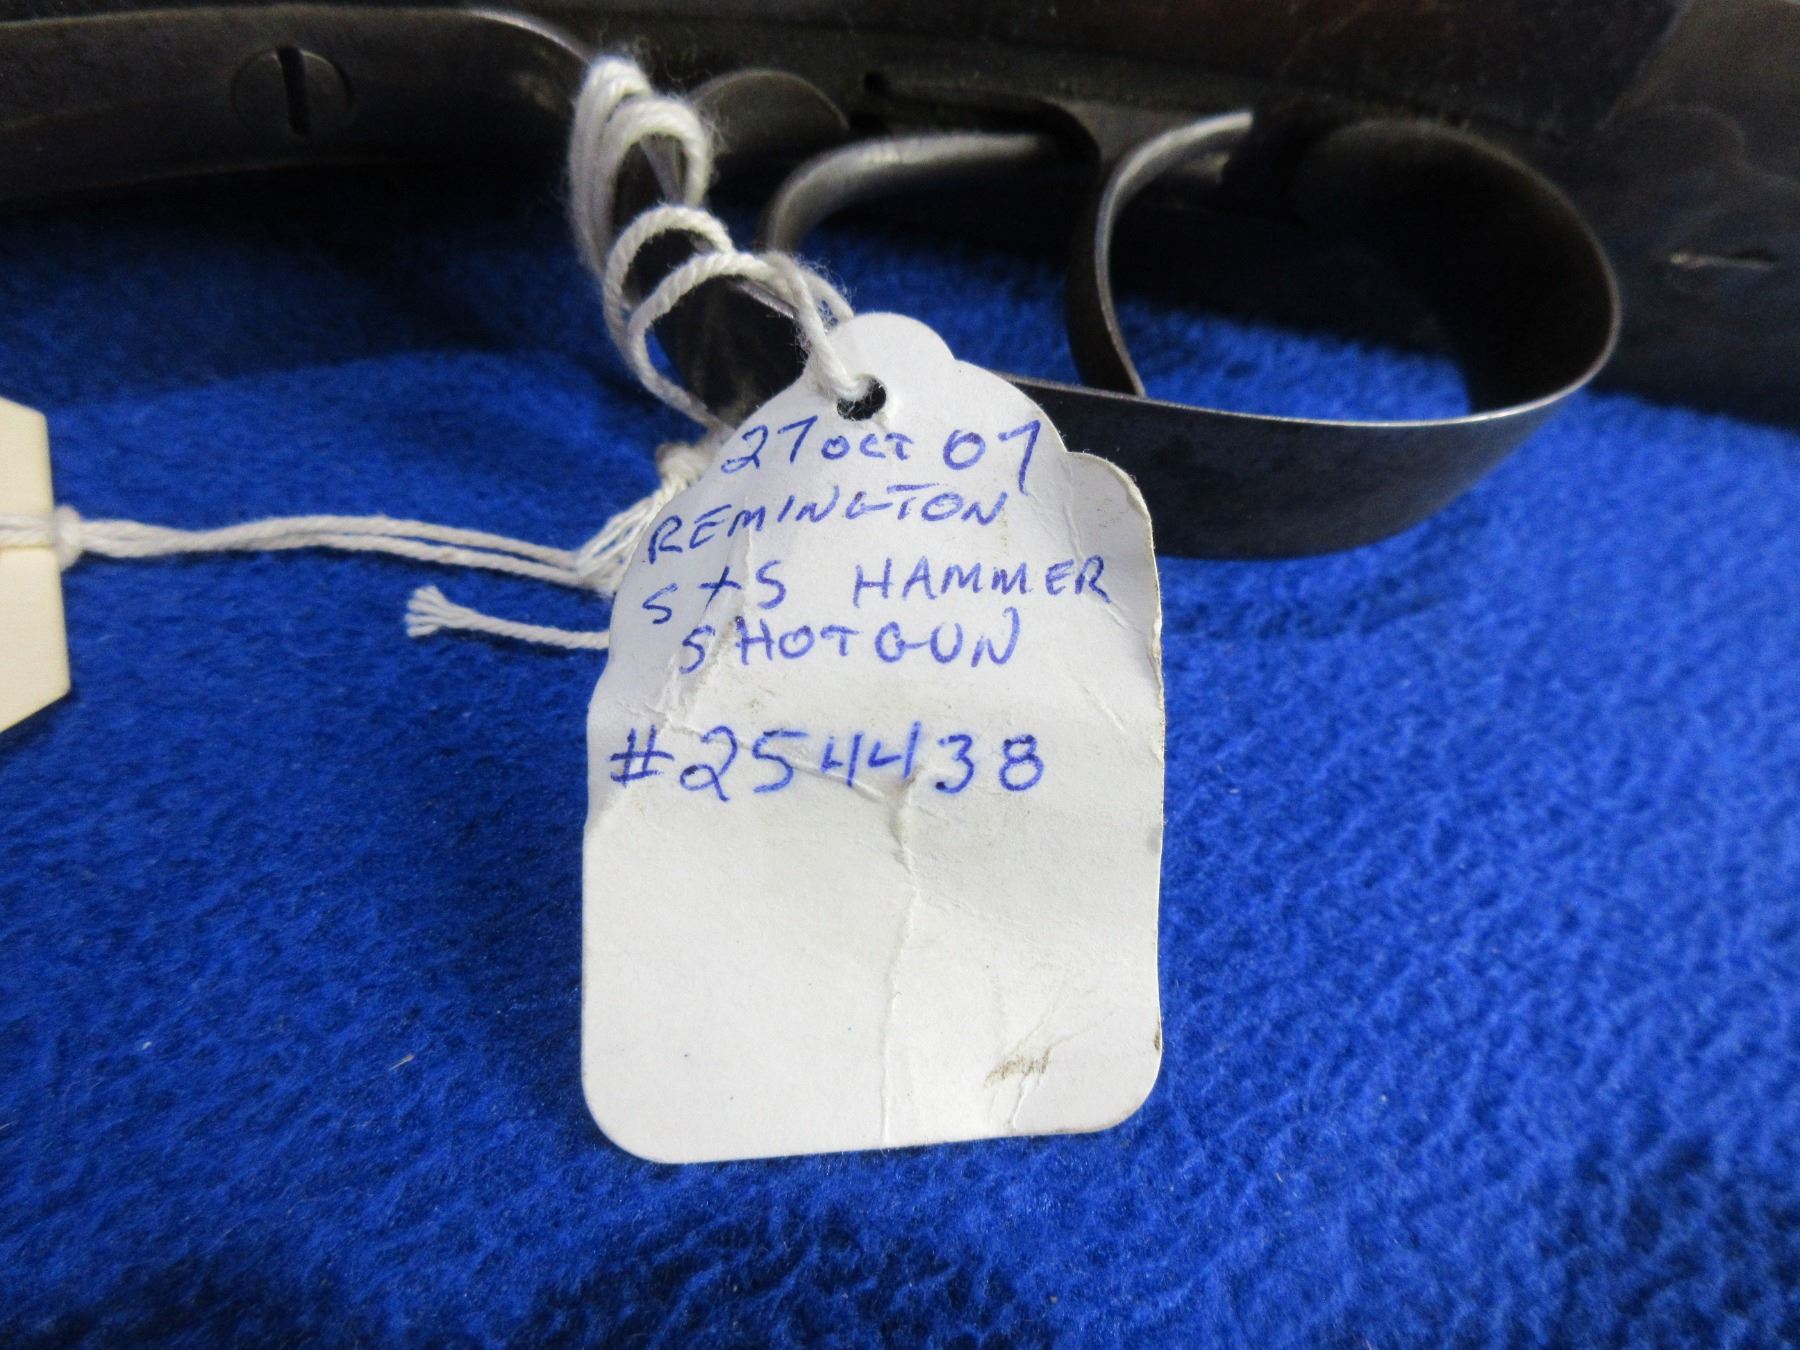 27 OCT 07
REMINGTON
S+S HAMMER
SHOTGUN
#254438